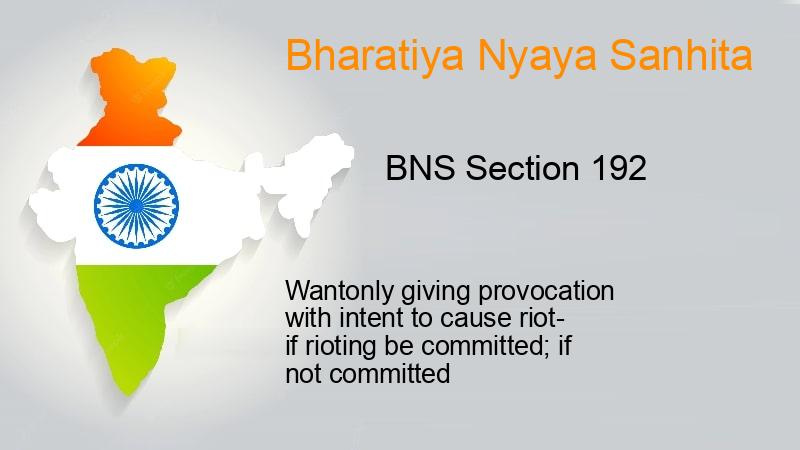 Bharatiya Nyaya Sanhita
BNS Section 192
Wantonly giving provocation
with intent to cause riot-
if rioting be committed; if
not committed